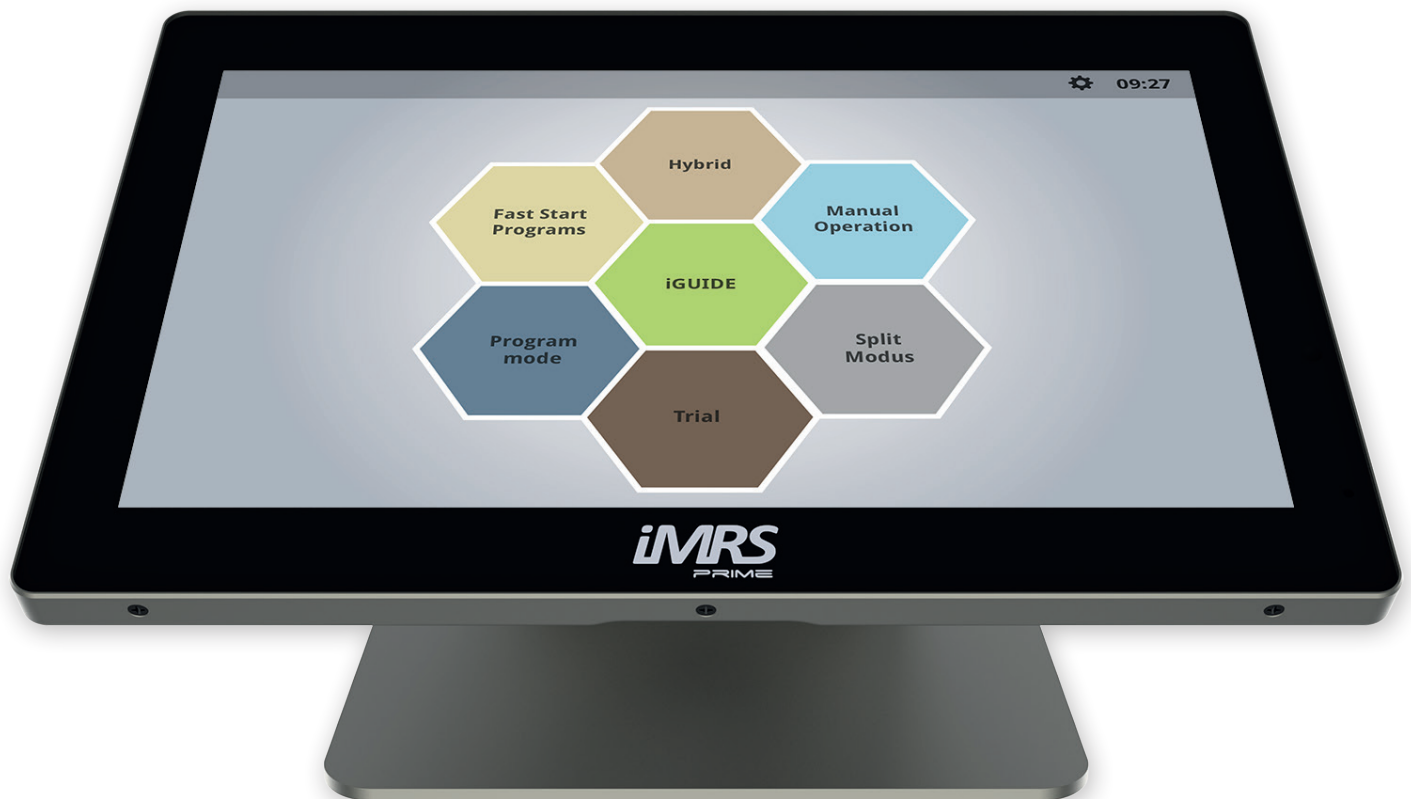 09:27
Hybrid
Fast Start
Programs
Manual
Operation
iGUIDE
Program
mode
Split
Modus
Trial
iMRS
PRIME